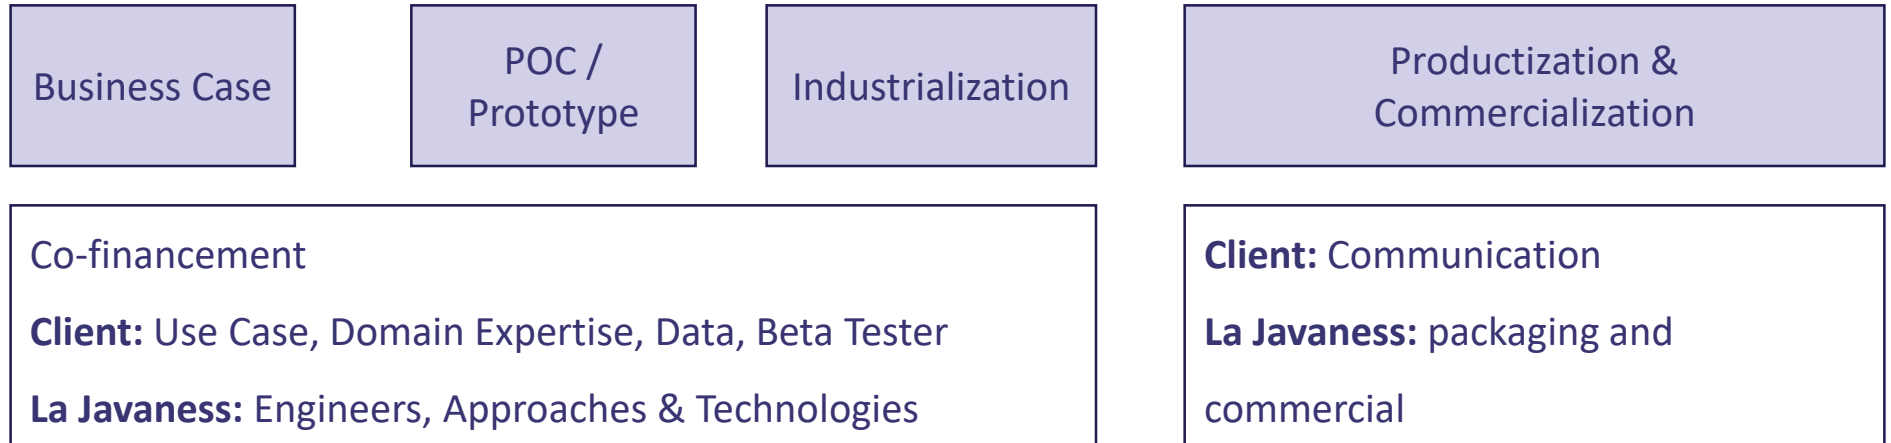 Business Case
POC /
Prototype
Industrialization
Productization &
Commercialization
Co-financement
Client: Use Case, Domain Expertise, Data, Beta Tester
La Javaness: Engineers, Approaches & Technologies
Client: Communication
La Javaness: packaging and
commercial